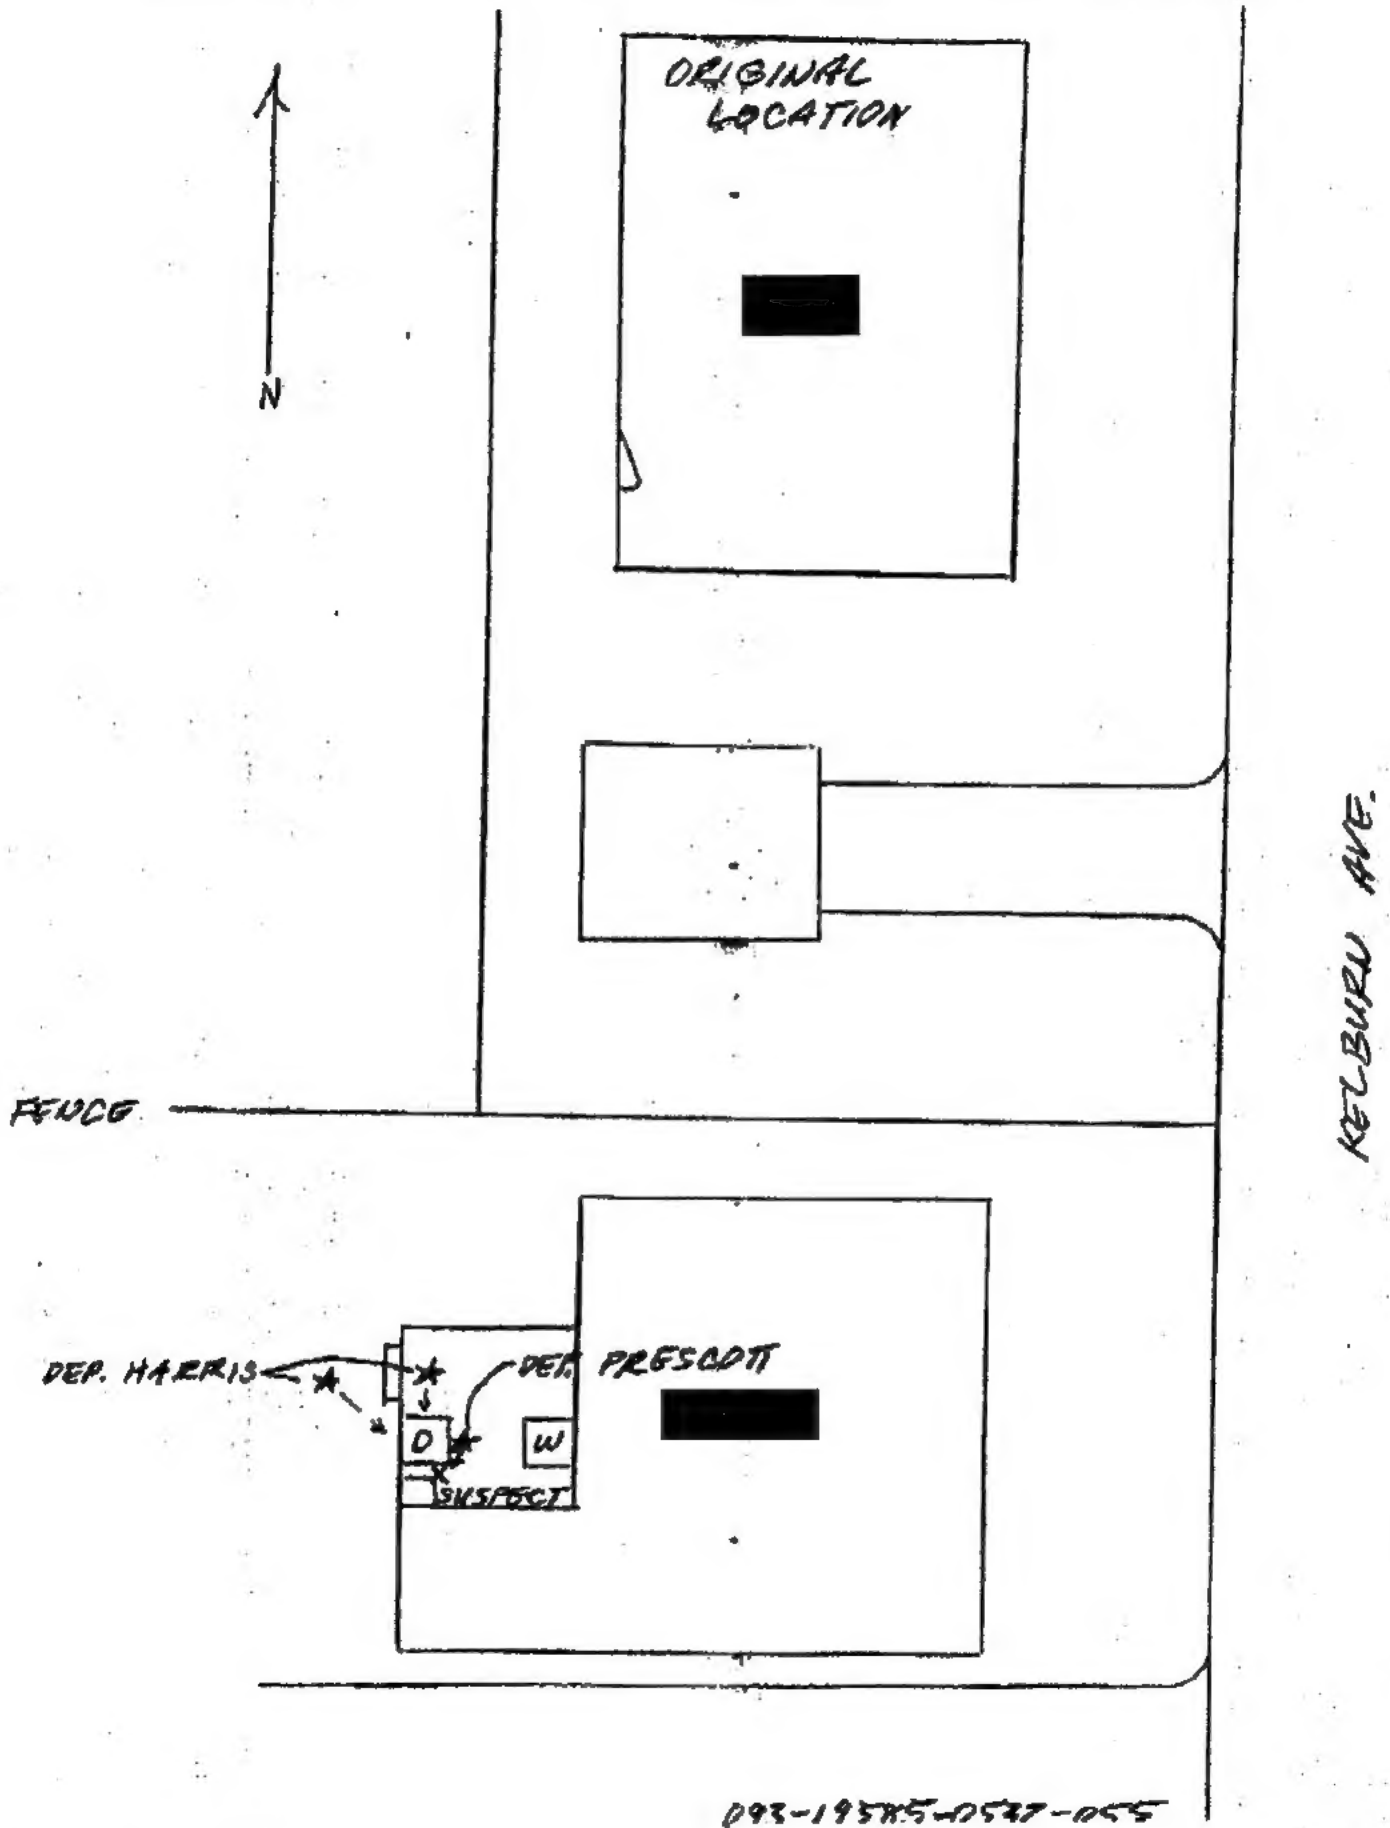 ORIGINAL
LOCATION
N
KELBURN AVE.
FENCE
DEP. HARRIS
DEP. PRESCOTT
D
W
SUSPECT